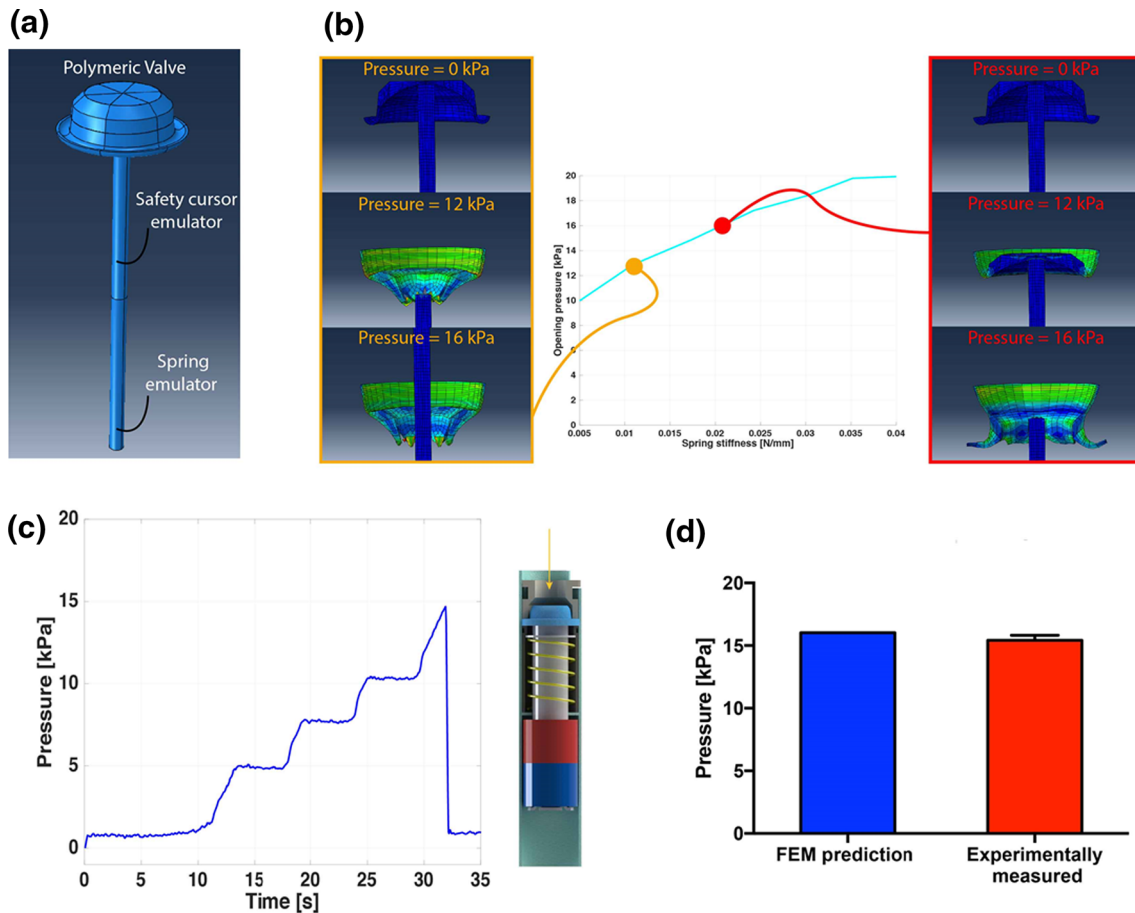 (a)
Polymeric Valve
Safety cursor
emulator
Spring
emulator
(b)
Pressure = 0 kPa
Pressure = 12 kPa
Pressure = 16 kPa
Opening pressure [kPa]
20
18
16
14
12
10
8
6
4
2
0
0.005
0.01
0.015
0.02
0.025
0.03
0.035
0.04
Spring stiffness [N/mm]
Pressure = 0 kPa
Pressure = 12 kPa
Pressure = 16 kPa
(c)
Pressure [kPa]
20
15
10
5
0
0
5
10
15
20
25
30
35
Time [s]
(d)
Pressure [kPa]
20
15
10
5
0
FEM prediction
Experimentally
measured